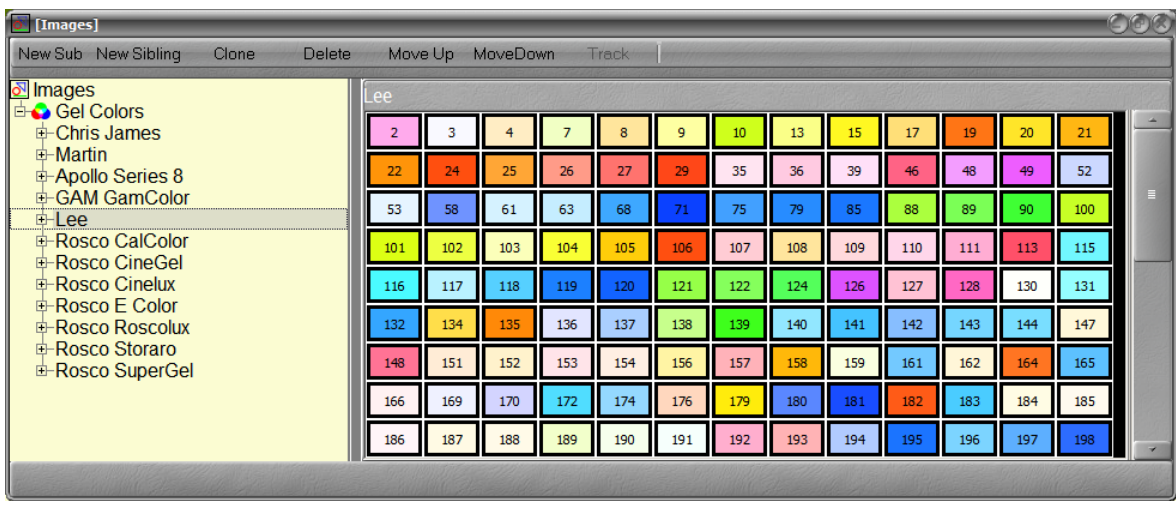 [Images]
New Sub New Sibling Clone Delete Move Up MoveDown Track
Images
Gel Colors
Chris James
Martin
Apollo Series 8
GAM GamColor
Lee
Rosco CalColor
Rosco CineGel
Rosco Cinelux
Rosco E Color
Rosco Roscolux
Rosco Storaro
Rosco SuperGel
Lee
2 3 4 7 8 9 10 13 15 17 19 20 21
22 24 25 26 27 29 35 36 39 46 48 49 52
53 58 61 63 68 71 75 79 85 88 89 90 100
101 102 103 104 105 106 107 108 109 110 111 113 115
116 117 118 119 120 121 122 124 126 127 128 130 131
132 134 135 136 137 138 139 140 141 142 143 144 147
148 151 152 153 154 156 157 158 159 161 162 164 165
166 169 170 172 174 176 179 180 181 182 183 184 185
186 187 188 189 190 191 192 193 194 195 196 197 198